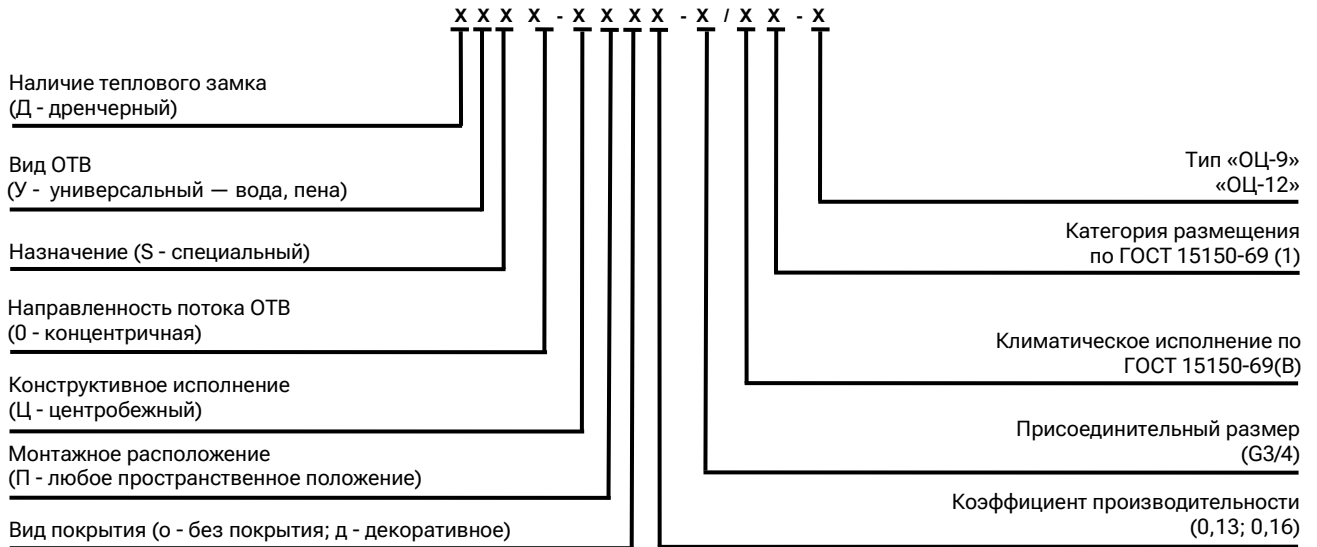 X X X X - X X X X - X / X X - X
Наличие теплового замка
(Д - дренчерный)
Вид ОТВ
(У - универсальный — вода, пена)
Назначение (S - специальный)
Направленность потока ОТВ
(0 - концентричная)
Конструктивное исполнение
(Ц - центробежный)
Монтажное расположение
(П - любое пространственное положение)
Вид покрытия (о - без покрытия; д - декоративное)
Тип «ОЦ-9»
«ОЦ-12»
Категория размещения
по ГОСТ 15150-69 (1)
Климатическое исполнение по
ГОСТ 15150-69(В)
Присоединительный размер
(G3/4)
Коэффициент производительности
(0,13; 0,16)